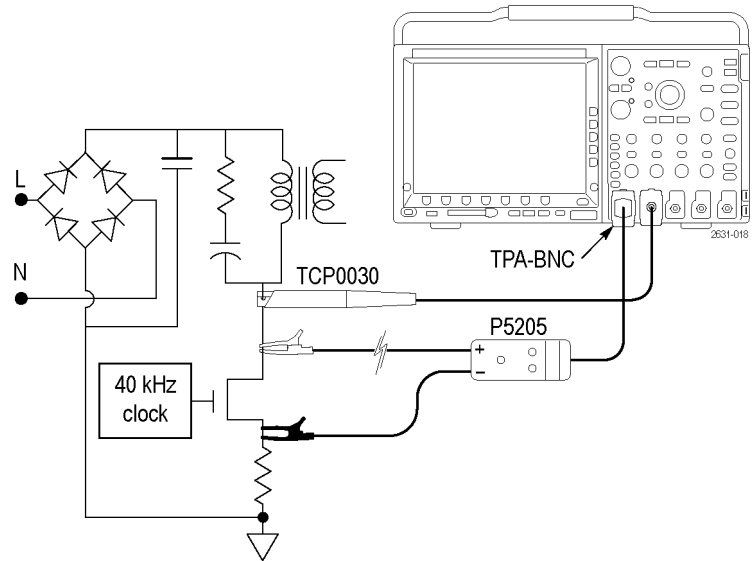 L
N
TCP0030
TPA-BNC
2631-018
P5205
+
–
40 kHz
clock